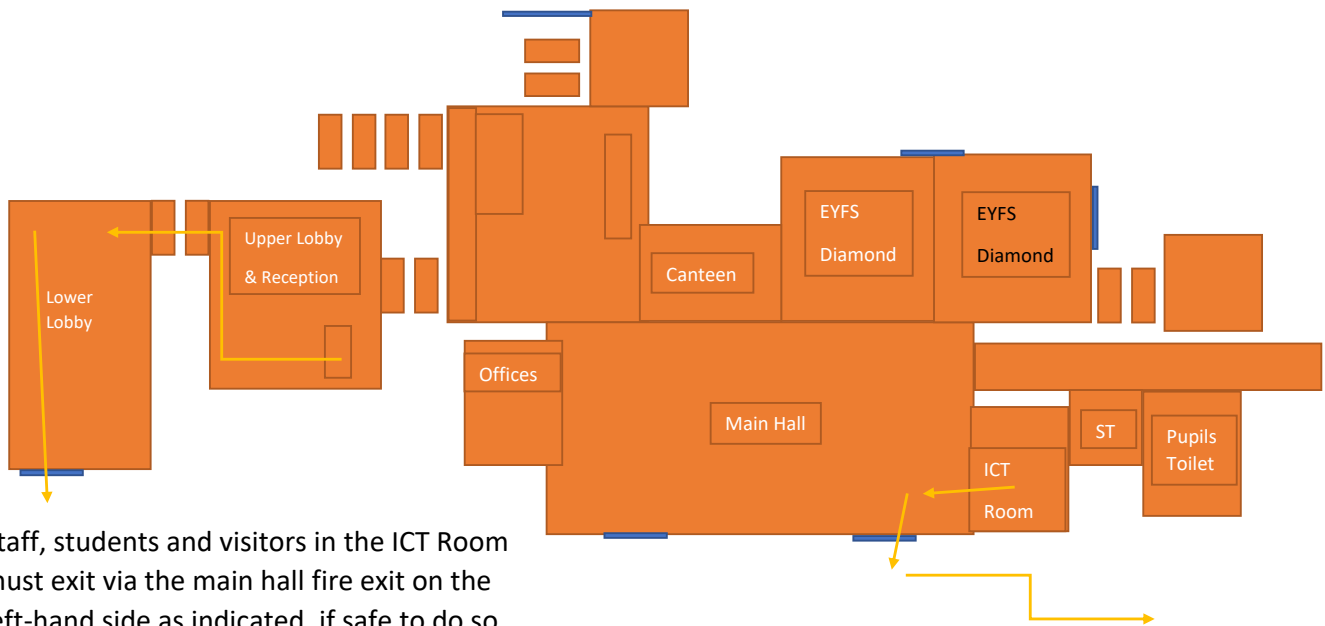 EYFS
Diamond
EYFS
Diamond
Upper Lobby
& Reception
Canteen
Lower
Lobby
Offices
Main Hall
ST
Pupils
Toilet
ICT
Room
taff, students and visitors in the ICT Room
must exit via the main hall fire exit on the
eft-hand side as indicated, if safe to do so